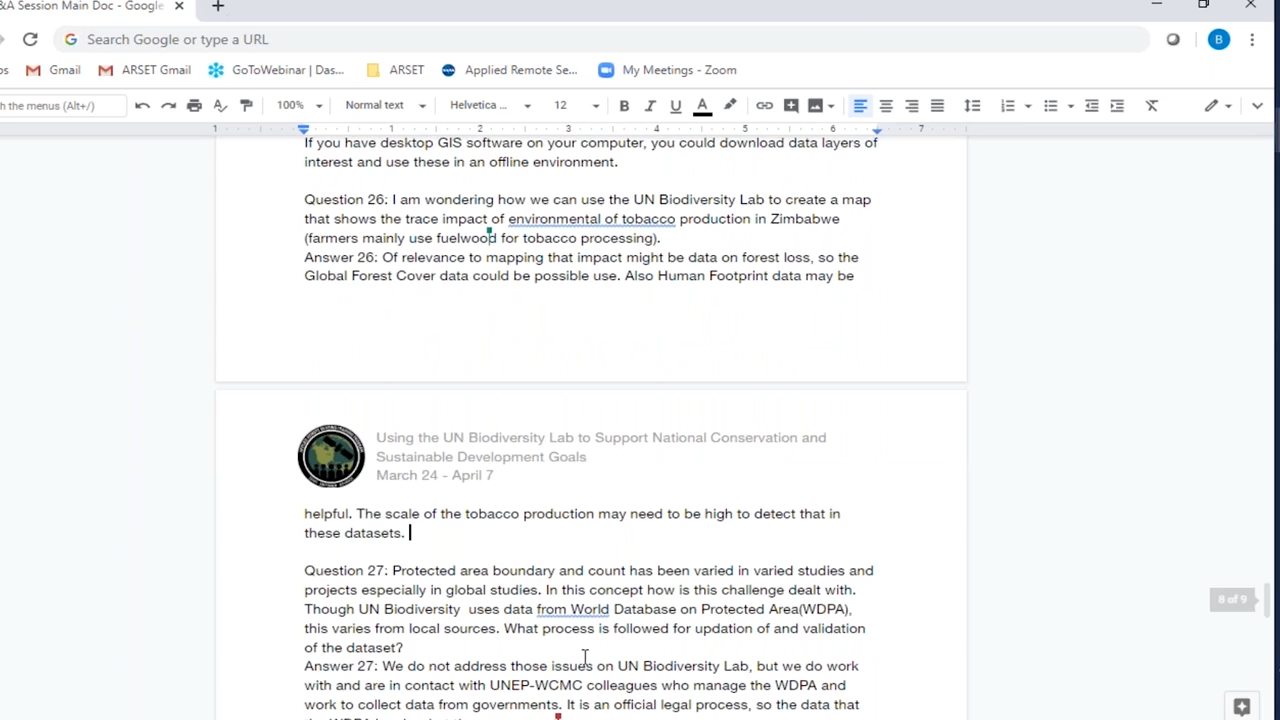 &A Session Main Doc - Google
Search Google or type a URL
B
ps Gmail ARSET Gmail GoToWebinar | Das... ARSET Applied Remote Se... My Meetings - Zoom
h the menus (Alt+/) 100% Normal text Helvetica ... 12 B I U A
1 1 2 3 4 5 6 7
If you have desktop GIS software on your computer, you could download data layers of
interest and use these in an offline environment.
Question 26: I am wondering how we can use the UN Biodiversity Lab to create a map
that shows the trace impact of environmental of tobacco production in Zimbabwe
(farmers mainly use fuelwood for tobacco processing).
Answer 26: Of relevance to mapping that impact might be data on forest loss, so the
Global Forest Cover data could be possible use. Also Human Footprint data may be
Using the UN Biodiversity Lab to Support National Conservation and
Sustainable Development Goals
March 24 - April 7
helpful. The scale of the tobacco production may need to be high to detect that in
these datasets.
Question 27: Protected area boundary and count has been varied in varied studies and
projects especially in global studies. In this concept how is this challenge dealt with.
Though UN Biodiversity uses data from World Database on Protected Area(WDPA),
8 of 9
this varies from local sources. What process is followed for updation of and validation
of the dataset?
Answer 27: We do not address those issues on UN Biodiversity Lab, but we do work
with and are in contact with UNEP-WCMC colleagues who manage the WDPA and
work to collect data from governments. It is an official legal process, so the data that